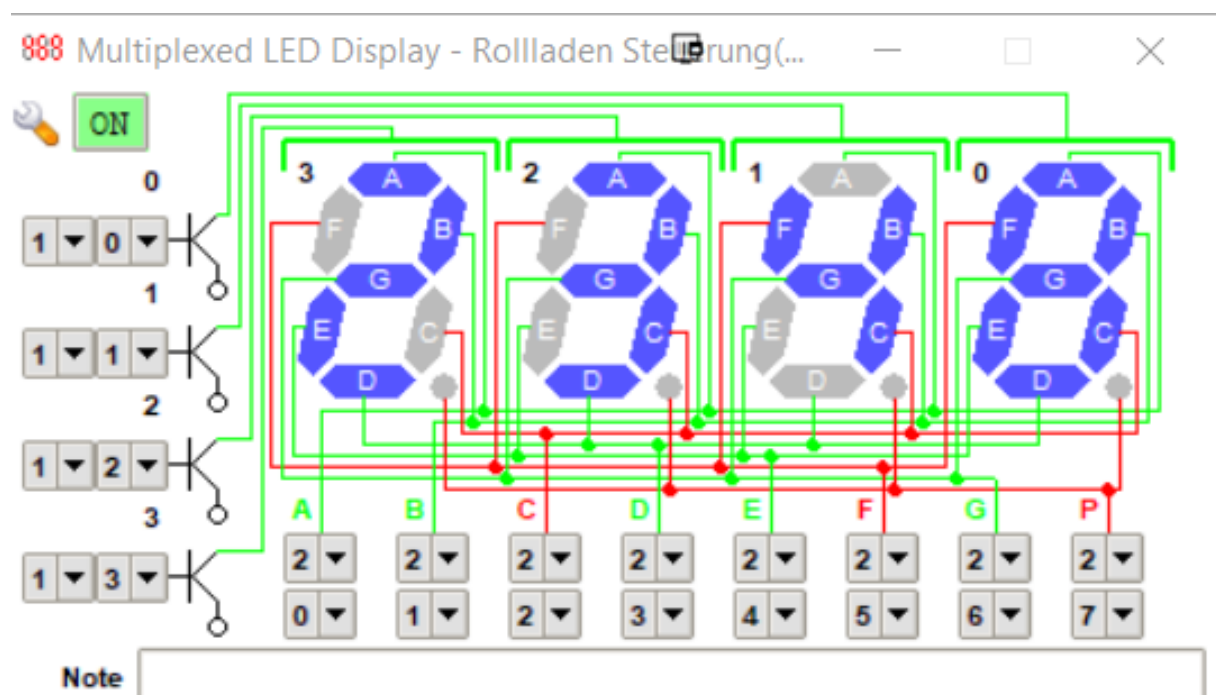 888 Multiplexed LED Display - Rollladen Steuerung(...
ON
0
3 2 1 0
A A A A
F B F B F B F B
1 0
G G G G
1
E C E C E C E C
1 1
D D D D
2
1 2
3
A B C D E F G P
2 2 2 2 2 2 2 2
1 3
0 1 2 3 4 5 6 7
Note